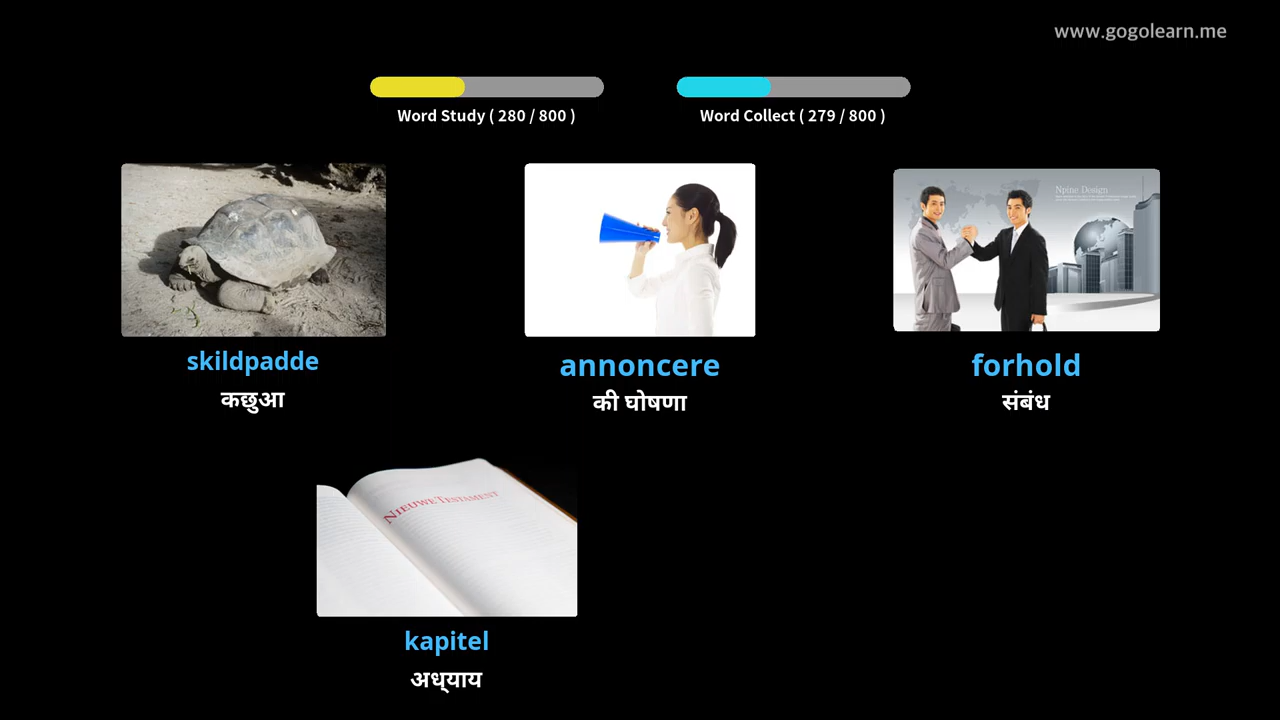 www.gogolearn.me
Word Study ( 280 / 800 )
Word Collect ( 279 / 800 )
Npine Design
skildpadde
कछुआ
annoncere
की घोषणा
forhold
संबंध
NIEUWE TESTAMENT
kapitel
अध्याय